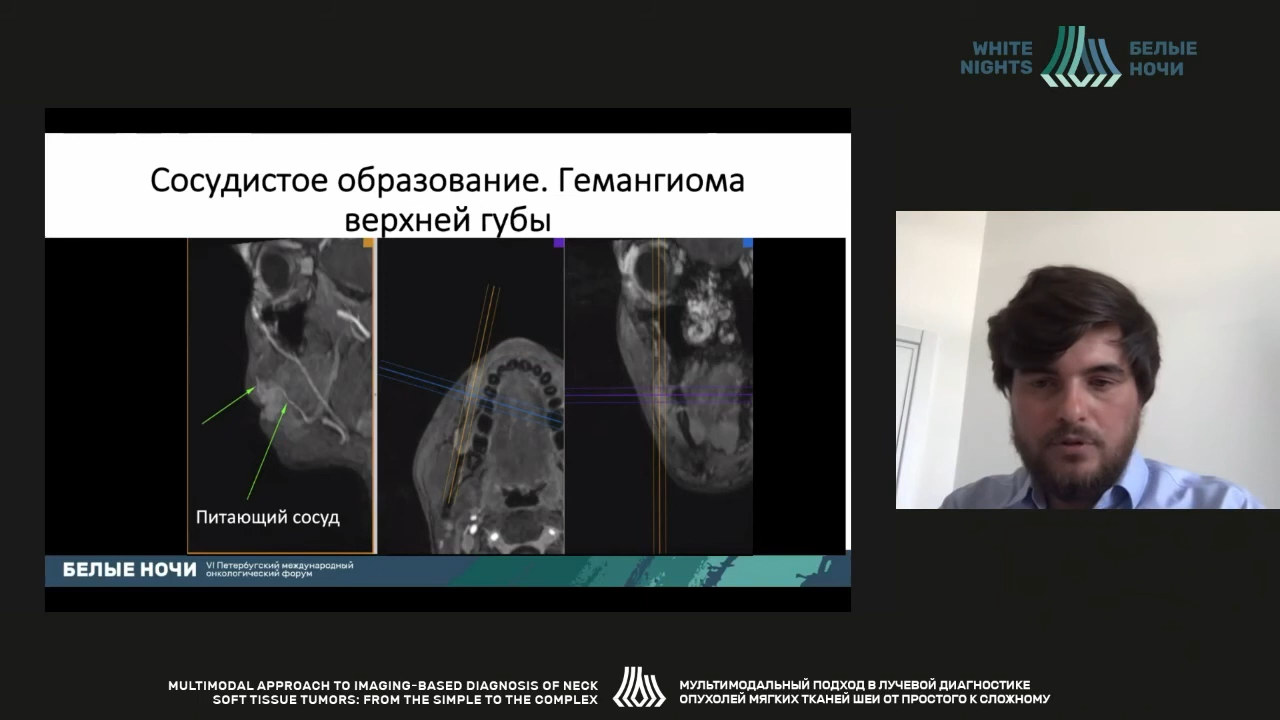 WHITE
NIGHTS
БЕЛЫЕ
НОЧИ
Сосудистое образование. Гемангиома
верхней губы
Питающий сосуд
БЕЛЫЕ НОЧИ
VI Петербургский международный
онкологический форум
MULTIMODAL APPROACH TO IMAGING-BASED DIAGNOSIS OF NECK
SOFT TISSUE TUMORS: FROM THE SIMPLE TO THE COMPLEX
МУЛЬТИМОДАЛЬНЫЙ ПОДХОД В ЛУЧЕВОЙ ДИАГНОСТИКЕ
ОПУХОЛЕЙ МЯГКИХ ТКАНЕЙ ШЕИ ОТ ПРОСТОГО К СЛОЖНОМУ